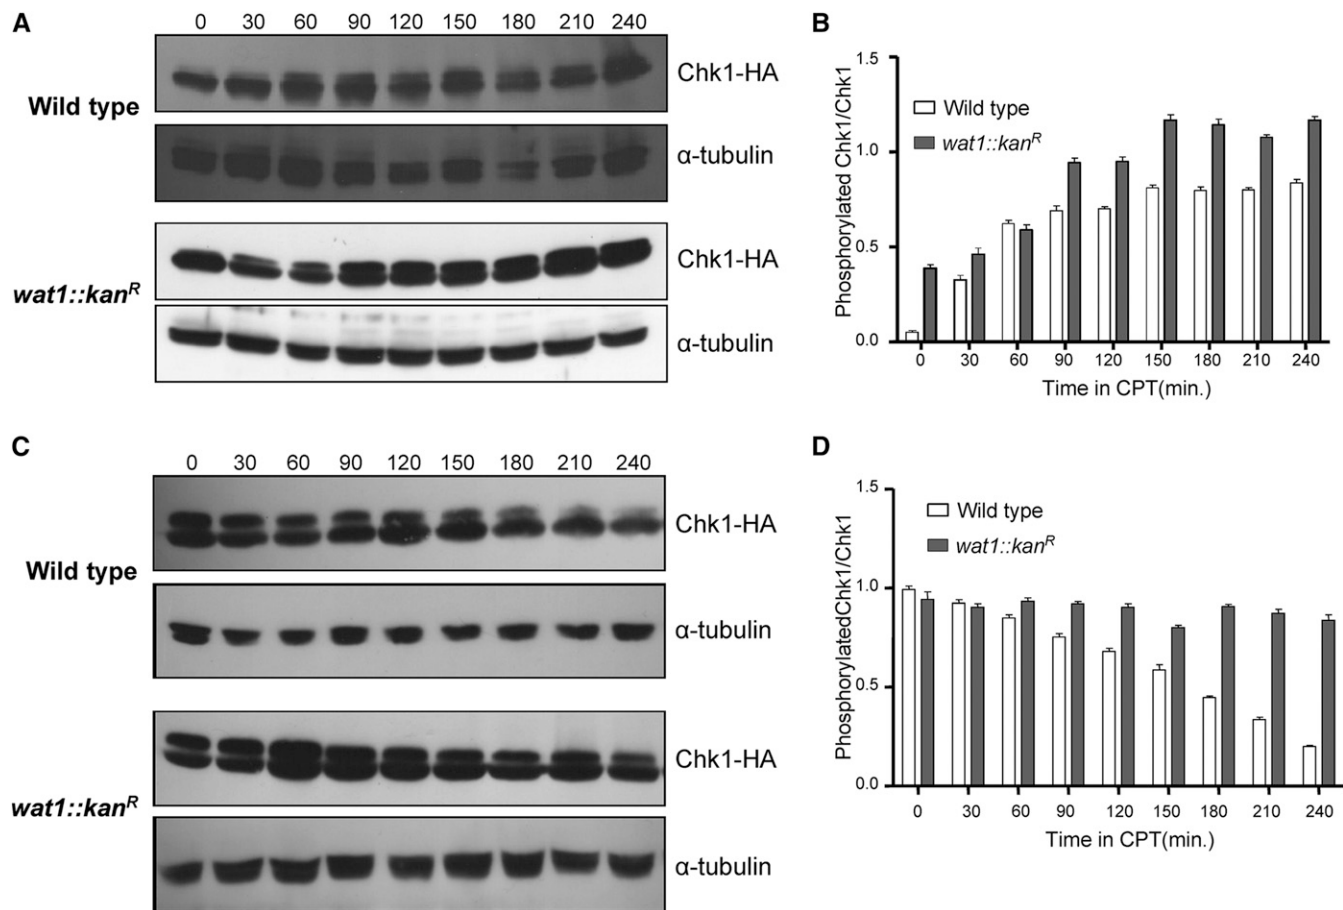 A
0 30 60 90 120 150 180 210 240
Wild type
Chk1-HA
α-tubulin
wat1::kanR
Chk1-HA
α-tubulin
B
1.5
1.0
0.5
0.0
Phosphorylated Chk1/Chk1
Wild type
wat1::kanR
0 30 60 90 120 150 180 210 240
Time in CPT(min.)
C
0 30 60 90 120 150 180 210 240
Wild type
Chk1-HA
α-tubulin
wat1::kanR
Chk1-HA
α-tubulin
D
1.5
1.0
0.5
0.0
PhosphorylatedChk1/Chk1
Wild type
wat1::kanR
0 30 60 90 120 150 180 210 240
Time in CPT(min.)